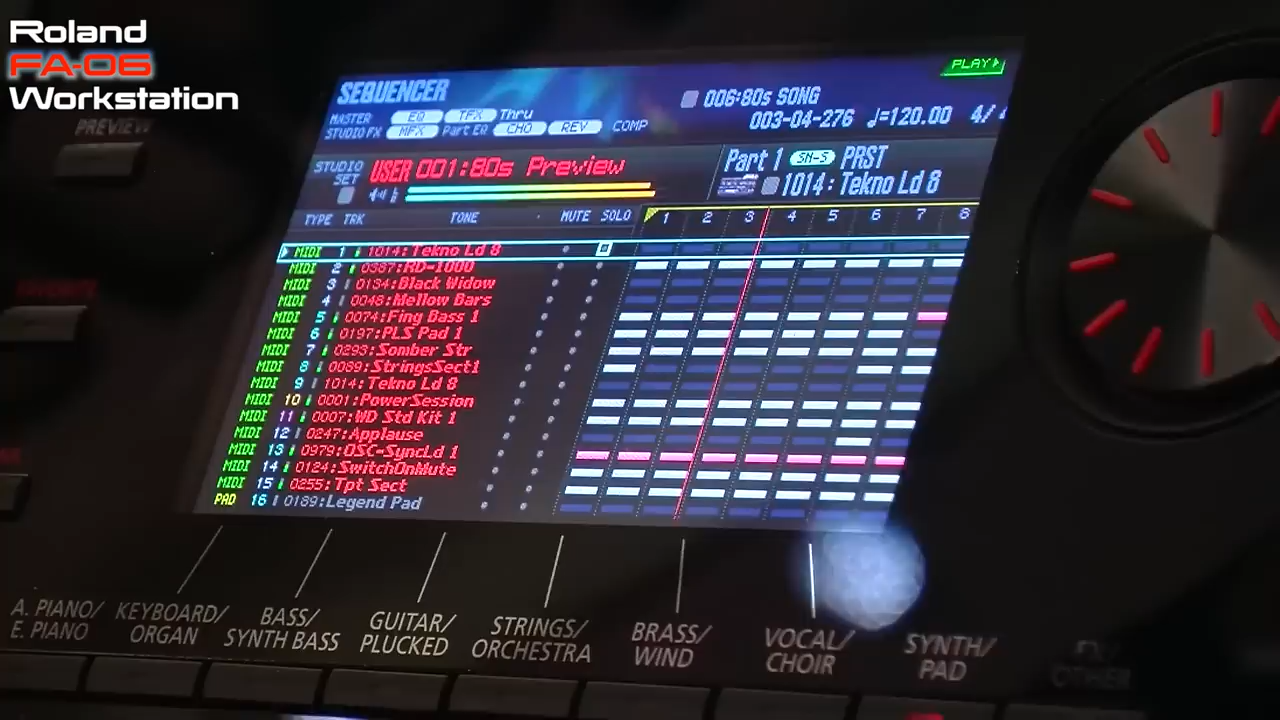 Roland
FA-06
Workstation
PREVIEW
SEQUENCER
PLAY
006:80s SONG
003-04-276 ♩=120.00 4/4
MASTER EQ TFX Thru
STUDIO FX MFX Part EQ CHO REV COMP
STUDIO SET USER 001:80s Preview
Part 1 SN-S PRST
1014: Tekno Ld 8
TYPE TRK TONE MUTE SOLO 1 2 3 4 5 6 7 8
MIDI 1 1014:Tekno Ld 8
MIDI 2 0387:RD-1000
MIDI 3 0134:Black Widow
MIDI 4 0048:Mellow Bars
MIDI 5 0074:Fing Bass 1
MIDI 6 0197:PLS Pad 1
MIDI 7 0293:Somber Str
MIDI 8 0089:StringsSect1
MIDI 9 1014:Tekno Ld 8
MIDI 10 0001:PowerSession
MIDI 11 0007:WD Std Kit 1
MIDI 12 0247:Applause
MIDI 13 0979:OSC-SyncLd 1
MIDI 14 0124:SwitchOnMute
MIDI 15 0255:Tpt Sect
PAD 16 0189:Legend Pad
A. PIANO/
E. PIANO
KEYBOARD/
ORGAN
BASS/
SYNTH BASS
GUITAR/
PLUCKED
STRINGS/
ORCHESTRA
BRASS/
WIND
VOCAL/
CHOIR
SYNTH/
PAD
OTHER